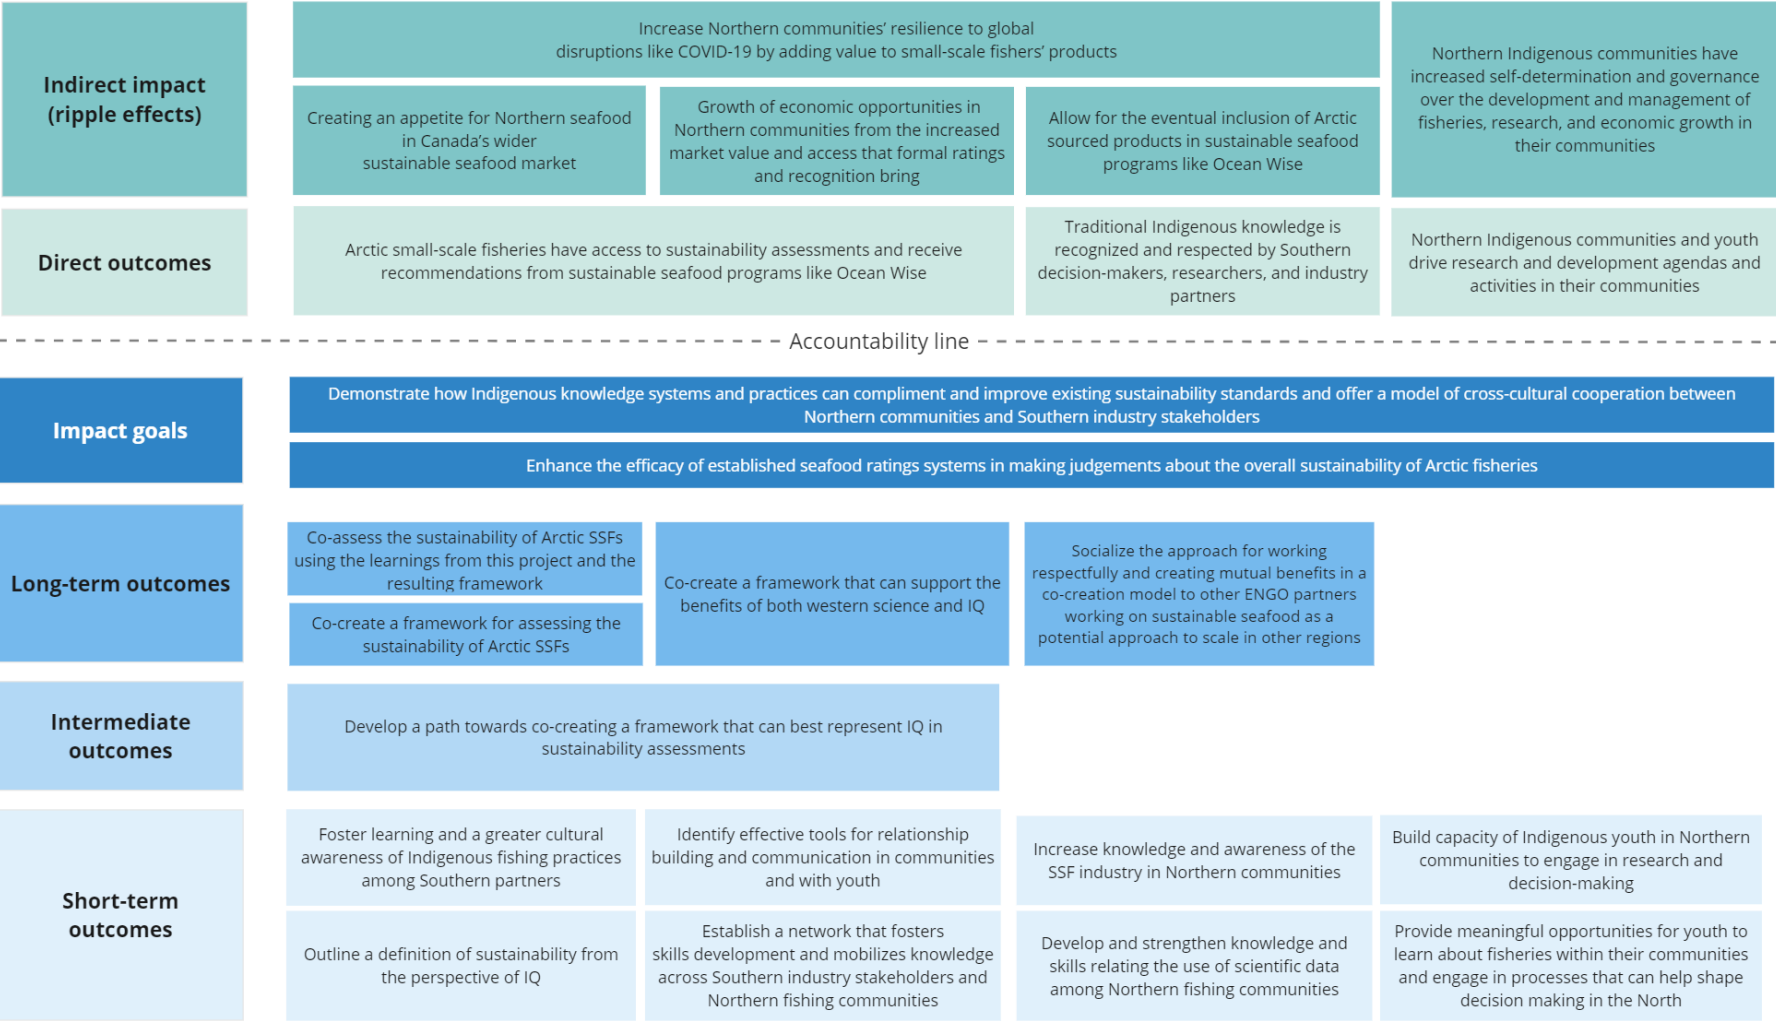 Indirect impact
(ripple effects)
Increase Northern communities’ resilience to global
disruptions like COVID-19 by adding value to small-scale fishers’ products
Creating an appetite for Northern seafood
in Canada’s wider
sustainable seafood market
Growth of economic opportunities in
Northern communities from the increased
market value and access that formal ratings
and recognition bring
Allow for the eventual inclusion of Arctic
sourced products in sustainable seafood
programs like Ocean Wise
Northern Indigenous communities have
increased self-determination and governance
over the development and management of
fisheries, research, and economic growth in
their communities
Direct outcomes
Arctic small-scale fisheries have access to sustainability assessments and receive
recommendations from sustainable seafood programs like Ocean Wise
Traditional Indigenous knowledge is
recognized and respected by Southern
decision-makers, researchers, and industry
partners
Northern Indigenous communities and youth
drive research and development agendas and
activities in their communities
Accountability line
Impact goals
Demonstrate how Indigenous knowledge systems and practices can compliment and improve existing sustainability standards and offer a model of cross-cultural cooperation between
Northern communities and Southern industry stakeholders
Enhance the efficacy of established seafood ratings systems in making judgements about the overall sustainability of Arctic fisheries
Long-term outcomes
Co-assess the sustainability of Arctic SSFs
using the learnings from this project and the
resulting framework
Co-create a framework for assessing the
sustainability of Arctic SSFs
Co-create a framework that can support the
benefits of both western science and IQ
Socialize the approach for working
respectfully and creating mutual benefits in a
co-creation model to other ENGO partners
working on sustainable seafood as a
potential approach to scale in other regions
Intermediate
outcomes
Develop a path towards co-creating a framework that can best represent IQ in
sustainability assessments
Short-term
outcomes
Foster learning and a greater cultural
awareness of Indigenous fishing practices
among Southern partners
Identify effective tools for relationship
building and communication in communities
and with youth
Increase knowledge and awareness of the
SSF industry in Northern communities
Build capacity of Indigenous youth in Northern
communities to engage in research and
decision-making
Outline a definition of sustainability from
the perspective of IQ
Establish a network that fosters
skills development and mobilizes knowledge
across Southern industry stakeholders and
Northern fishing communities
Develop and strengthen knowledge and
skills relating the use of scientific data
among Northern fishing communities
Provide meaningful opportunities for youth to
learn about fisheries within their communities
and engage in processes that can help shape
decision making in the North